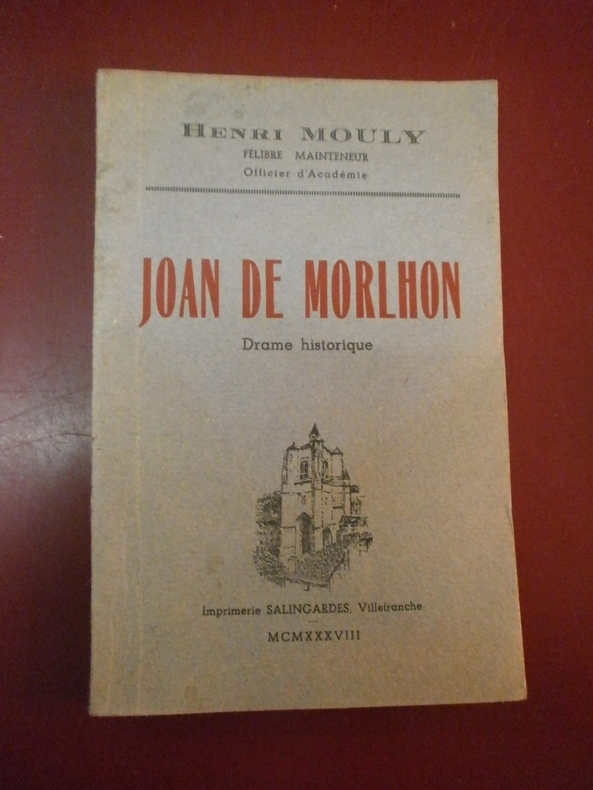 HENRI MOULY
FÉLIBRE MAINTENEUR
Officier d'Académie
JOAN DE MORLHON
Drame historique
Imprimerie SALINGARDES, Villefranche
MCMXXXVIII